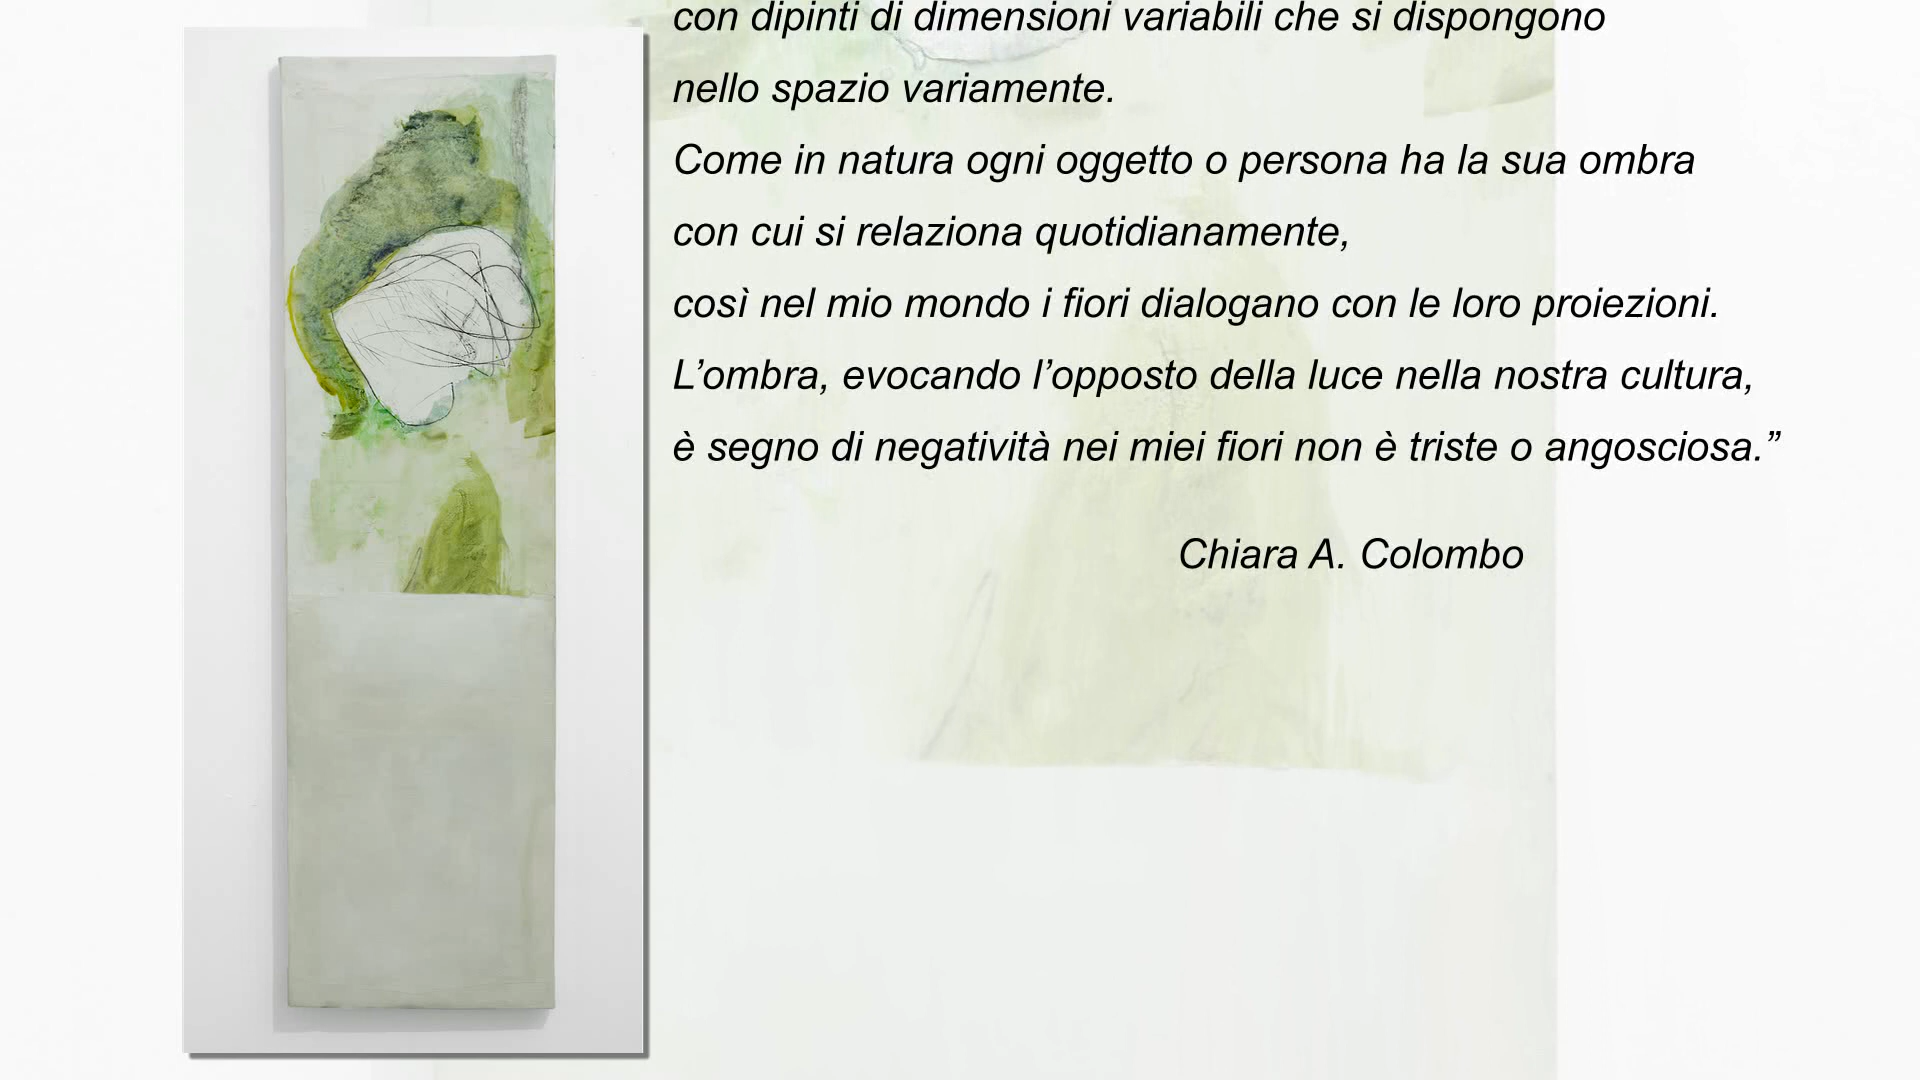 con dipinti di dimensioni variabili che si dispongono
nello spazio variamente.
Come in natura ogni oggetto o persona ha la sua ombra
con cui si relaziona quotidianamente,
così nel mio mondo i fiori dialogano con le loro proiezioni.
L’ombra, evocando l’opposto della luce nella nostra cultura,
è segno di negatività nei miei fiori non è triste o angosciosa.”
Chiara A. Colombo